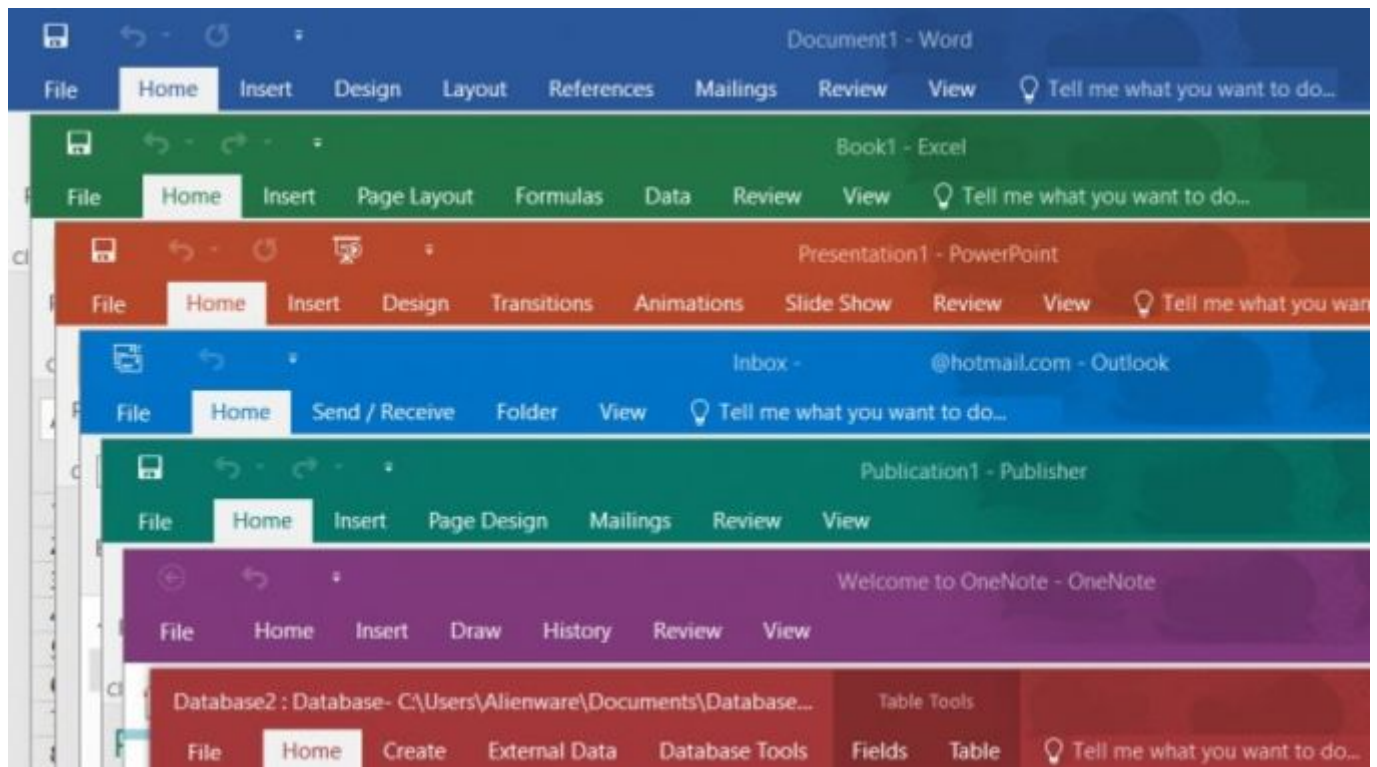 Document1 - Word
File Home Insert Design Layout References Mailings Review View Tell me what you want to do...
Book1 - Excel
File Home Insert Page Layout Formulas Data Review View Tell me what you want to do...
Presentation1 - PowerPoint
File Home Insert Design Transitions Animations Slide Show Review View Tell me what you wan
Inbox - @hotmail.com - Outlook
File Home Send / Receive Folder View Tell me what you want to do...
Publication1 - Publisher
File Home Insert Page Design Mailings Review View
Welcome to OneNote - OneNote
File Home Insert Draw History Review View
Database2 : Database- C:\Users\Alienware\Documents\Database... Table Tools
File Home Create External Data Database Tools Fields Table Tell me what you want to do...